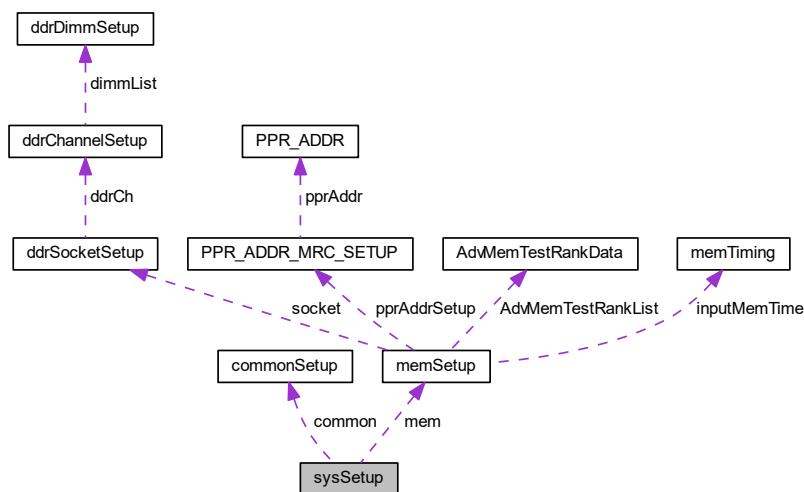 ddrDimmSetup
dimmList
ddrChannelSetup
PPR_ADDR
ddrCh
pprAddr
ddrSocketSetup
PPR_ADDR_MRC_SETUP
AdvMemTestRankData
memTiming
socket
pprAddrSetup
AdvMemTestRankList
inputMemTime
commonSetup
memSetup
common
mem
sysSetup